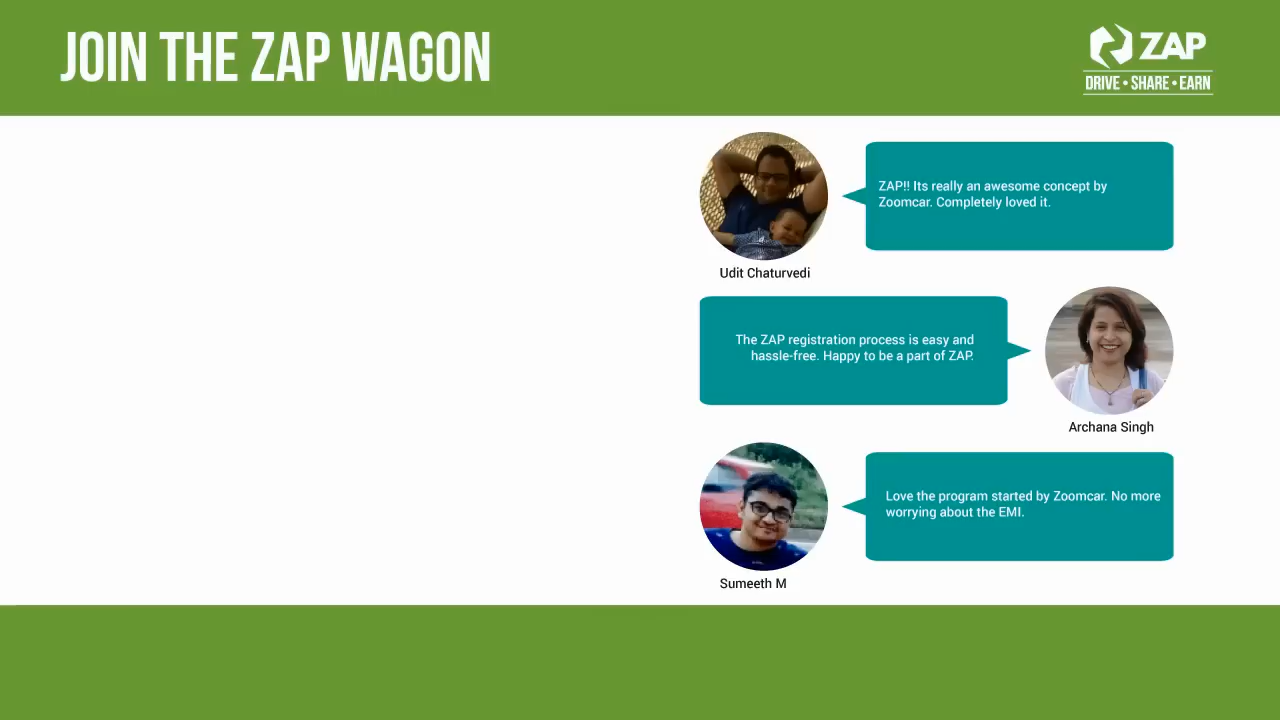 JOIN THE ZAP WAGON
ZAP
DRIVE • SHARE • EARN
ZAP!! Its really an awesome concept by
Zoomcar. Completely loved it.
Udit Chaturvedi
The ZAP registration process is easy and
hassle-free. Happy to be a part of ZAP.
Archana Singh
Love the program started by Zoomcar. No more
worrying about the EMI.
Sumeeth M